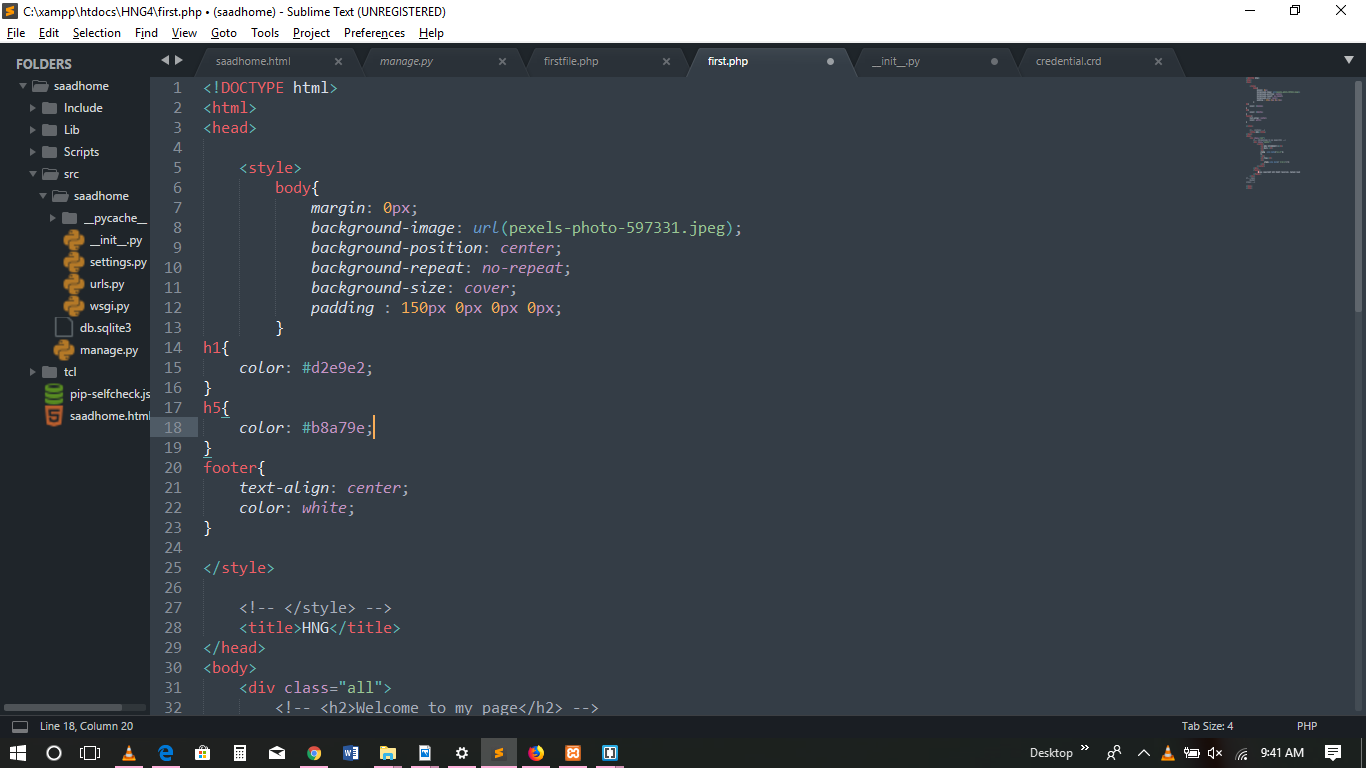 C:\xampp\htdocs\HNG4\first.php • (saadhome) - Sublime Text (UNREGISTERED)
File Edit Selection Find View Goto Tools Project Preferences Help
FOLDERS
saadhome
Include
Lib
Scripts
src
saadhome
__pycache__
__init__.py
settings.py
urls.py
wsgi.py
db.sqlite3
manage.py
tcl
pip-selfcheck.js
saadhome.html
saadhome.html manage.py firstfile.php first.php __init__.py credential.crd
1 <!DOCTYPE html>
2 <html>
3 <head>
4
5 <style>
6 body{
7 margin: 0px;
8 background-image: url(pexels-photo-597331.jpeg);
9 background-position: center;
10 background-repeat: no-repeat;
11 background-size: cover;
12 padding : 150px 0px 0px 0px;
13 }
14 h1{
15 color: #d2e9e2;
16 }
17 h5{
18 color: #b8a79e;
19 }
20 footer{
21 text-align: center;
22 color: white;
23 }
24
25 </style>
26
27 <!-- </style> -->
28 <title>HNG</title>
29 </head>
30 <body>
31 <div class="all">
32 <!-- <h2>Welcome to my page</h2> -->
Line 18, Column 20 Tab Size: 4 PHP
Desktop 9:41 AM